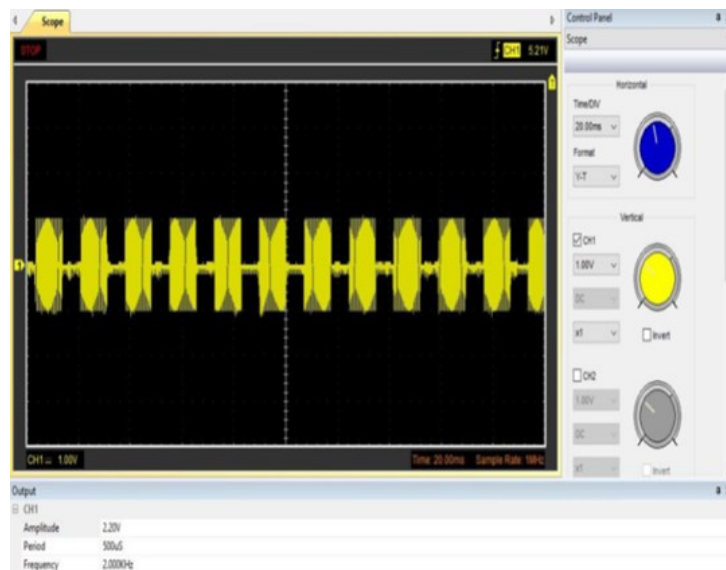 Scope
Control Panel
Scope
STOP
CH1 5.21V
Horizontal
Time/DIV
20.00ms
Format
Y-T
Vertical
CH1
1.00V
DC
x1
Invert
CH2
1.00V
DC
x1
Invert
CH1 1.00V
Time: 20.00ms Sample Rate: 1MHz
Output
CH1
Amplitude 2.20V
Period 500uS
Frequency 2.000KHz